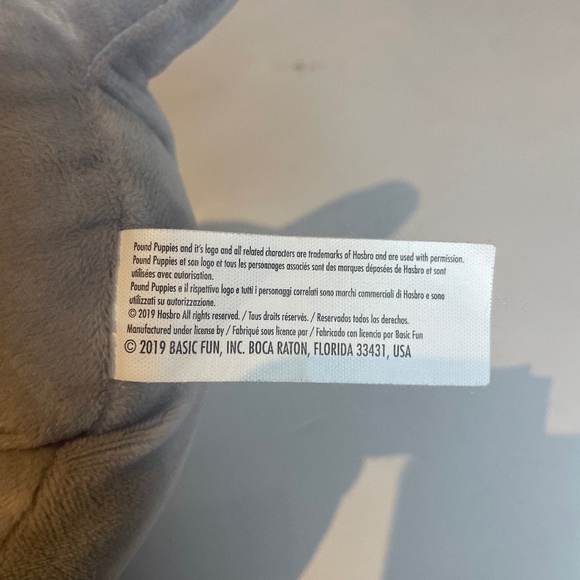 Pound Puppies and it's logo and all related characters are trademarks of Hasbro and are used with permission.
Pound Puppies et son logo et tous les personnages associés sont des marques déposées de Hasbro et sont
utilisées avec autorisation.
Pound Puppies e il rispettivo logo e tutti i personaggi correlati sono marchi commerciali di Hasbro e sono
utilizzati su autorizzazione.
© 2019 Hasbro All rights reserved. / Tous droits réservés. / Reservados todos los derechos.
Manufactured under license by / Fabriqué sous licence par / Fabricado con licencia por Basic Fun
© 2019 BASIC FUN, INC. BOCA RATON, FLORIDA 33431, USA